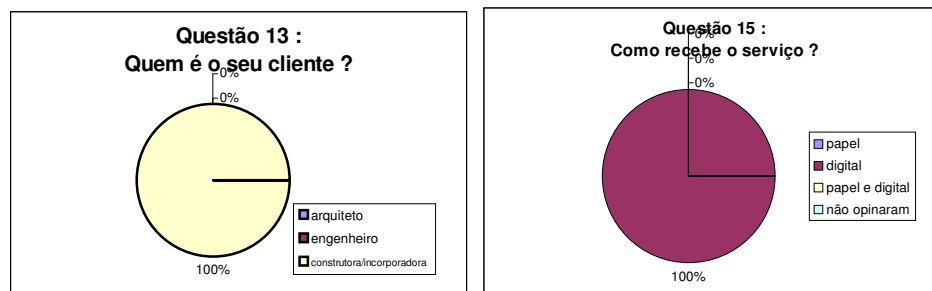 Questão 13 :
Quem é o seu cliente ?
0%
0%
arquiteto
engenheiro
construtora/incorporadora
100%
Questão 15 :
0%
Como recebe o serviço ?
0%
0%
papel
digital
papel e digital
não opinaram
100%